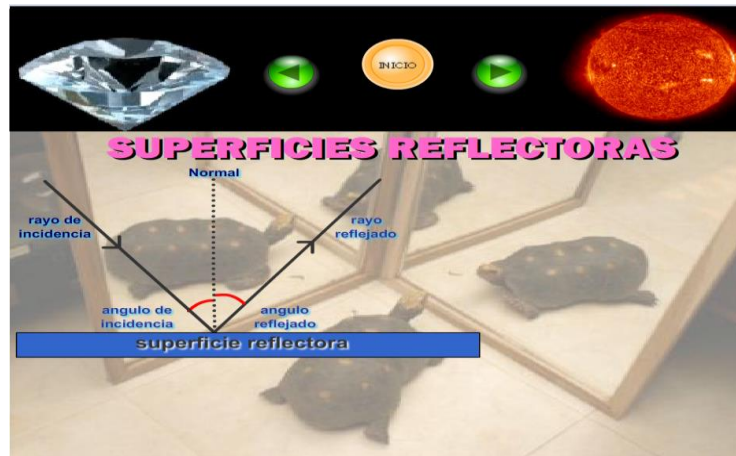 INICIO
SUPERFICIES REFLECTORAS
Normal
rayo de
incidencia
rayo
reflejado
angulo de
incidencia
angulo
reflejado
superficie reflectora